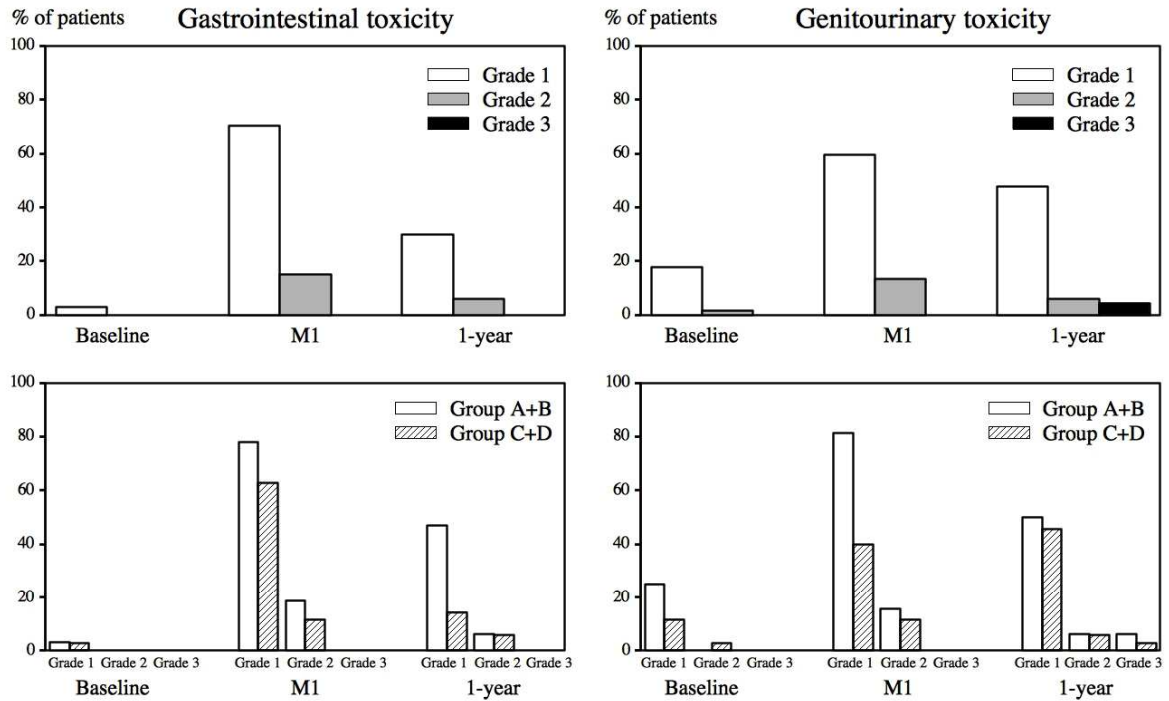 % of patients Gastrointestinal toxicity
100
80
60
40
20
0
Grade 1
Grade 2
Grade 3
Baseline M1 1-year
% of patients Genitourinary toxicity
100
80
60
40
20
0
Grade 1
Grade 2
Grade 3
Baseline M1 1-year
100
80
60
40
20
0
Group A+B
Group C+D
Grade 1 Grade 2 Grade 3 Grade 1 Grade 2 Grade 3 Grade 1 Grade 2 Grade 3
Baseline M1 1-year
100
80
60
40
20
0
Group A+B
Group C+D
Grade 1 Grade 2 Grade 3 Grade 1 Grade 2 Grade 3 Grade 1 Grade 2 Grade 3
Baseline M1 1-year